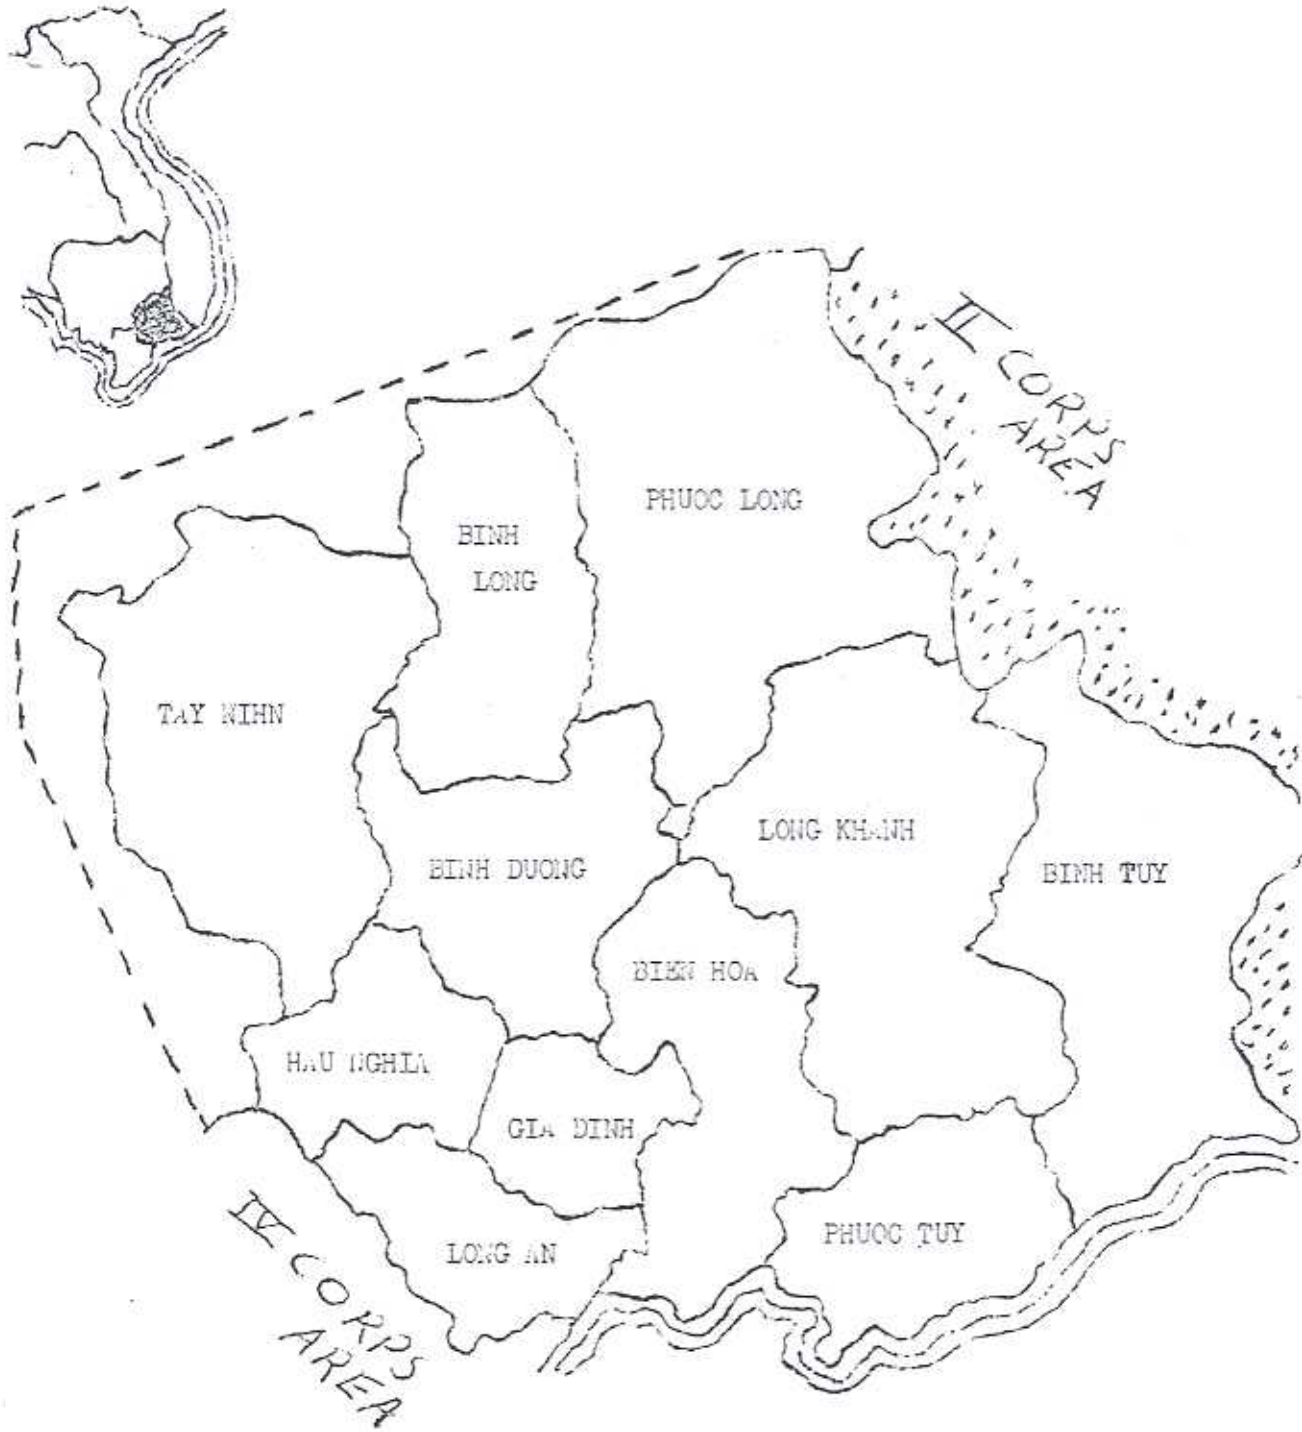 II CORPS
AREA
PHUOC LONG
BINH
LONG
TAY NIHN
LONG KHANH
BINH DUONG
BINH TUY
BIEN HOA
HAU NGHIA
GIA DINH
PHUOC TUY
LONG AN
IV CORPS
AREA